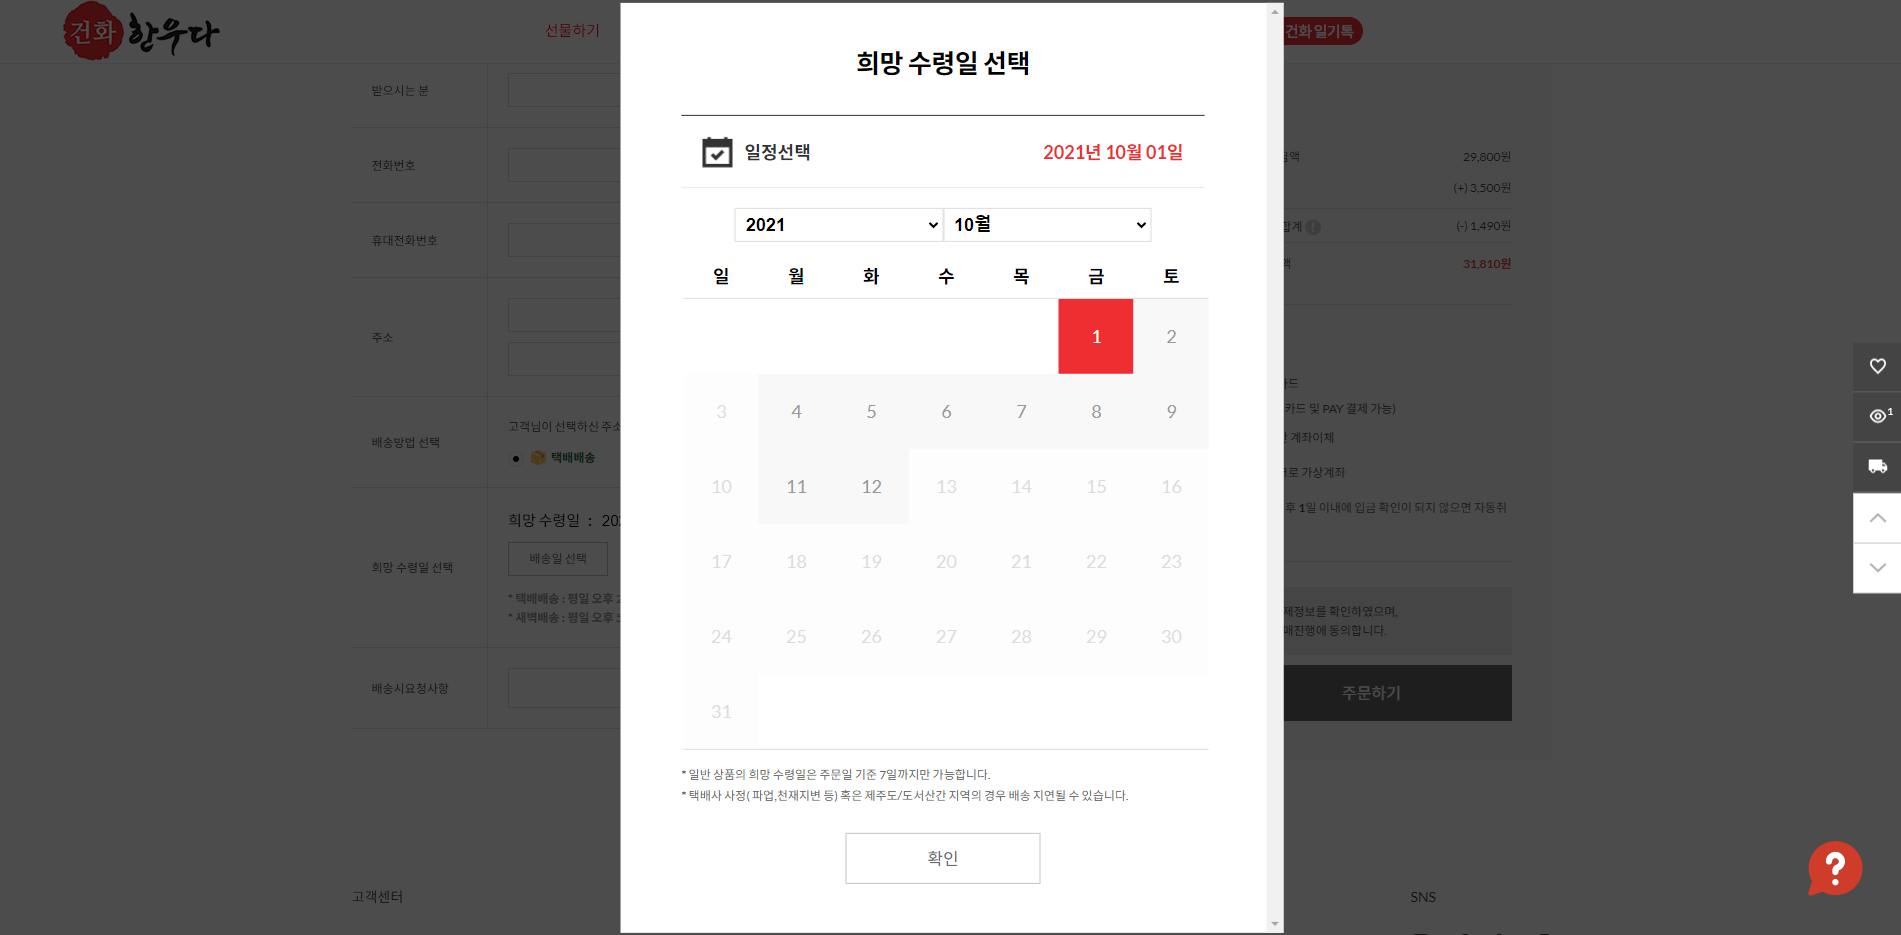 건화 한우다
선물하기
건화 일기톡
희망 수령일 선택
일정선택
2021년 10월 01일
2021
10월
일 월 화 수 목 금 토
1 2
3 4 5 6 7 8 9
10 11 12 13 14 15 16
17 18 19 20 21 22 23
24 25 26 27 28 29 30
31
* 일반 상품의 희망 수령일은 주문일 기준 7일까지만 가능합니다.
* 택배사 사정( 파업,천재지변 등) 혹은 제주도/도서산간 지역의 경우 배송 지연될 수 있습니다.
확인
받으시는 분
전화번호
휴대전화번호
주소
배송방법 선택
고객님이 선택하신 주소
택배배송
희망 수령일 선택
희망 수령일 :
배송일 선택
* 택배배송 : 평일 오후
* 새벽배송 : 평일 오후
배송시요청사항
29,800원
(+) 3,500원
합계
(-) 1,490원
31,810원
카드 및 PAY 결제 가능)
계좌이체
가상계좌
후 1일 이내에 입금 확인이 되지 않으면 자동취
제정보를 확인하였으며,
매진행에 동의합니다.
주문하기
1
고객센터
SNS